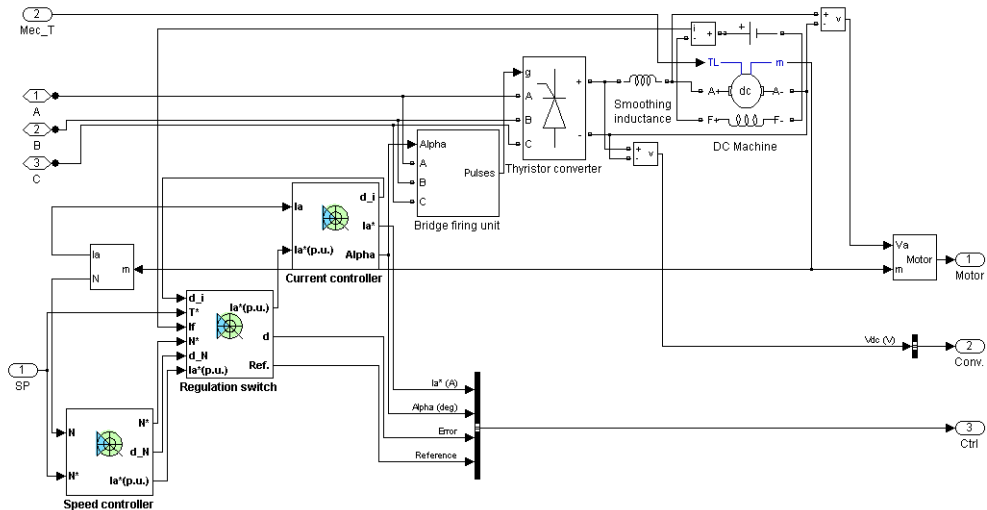 2
Mec_T
1
A
2
B
3
C
g
A
B
C
+
-
Thyristor converter
Smoothing
inductance
i
+
-
a
+
-
TL
m
A+
dc
A-
F+
F-
DC Machine
+
-
v
+
-
v
Alpha
A
B
C
Pulses
Bridge firing unit
Ia
Ia*(p.u.)
d_i
Ia*
Alpha
Current controller
Ia
N
m
Va
m
Motor
1
Motor
d_i
T*
If
N*
d_N
Ia*(p.u.)
Ia*(p.u.)
d
Ref.
Regulation switch
1
SP
N
N*
N*
d_N
Ia*(p.u.)
Speed controller
Vdc (V)
2
Conv.
Ia* (A)
Alpha (deg)
Error
Reference
3
Ctrl